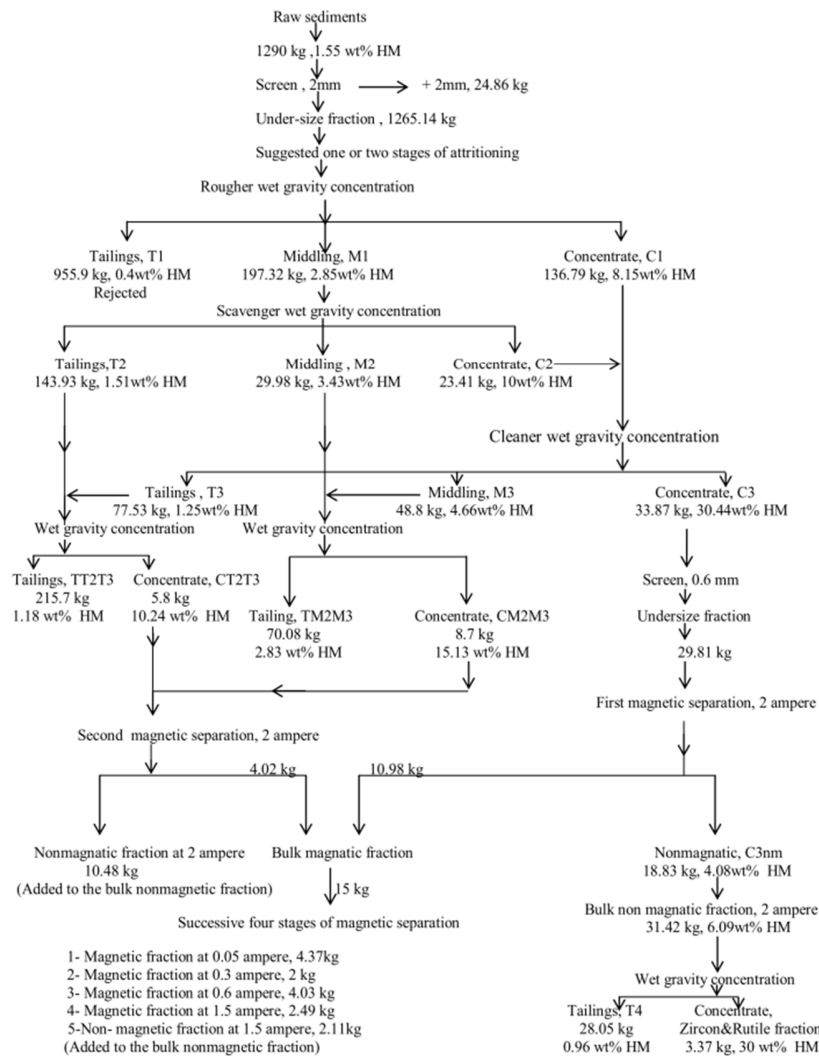 Raw sediments
1290 kg ,1.55 wt% HM
Screen , 2mm
+ 2mm, 24.86 kg
Under-size fraction , 1265.14 kg
Suggested one or two stages of attritioning
Rougher wet gravity concentration
Tailings, T1
955.9 kg, 0.4wt% HM
Rejected
Middling, M1
197.32 kg, 2.85wt% HM
Concentrate, C1
136.79 kg, 8.15wt% HM
Scavenger wet gravity concentration
Tailings,T2
143.93 kg, 1.51wt% HM
Middling , M2
29.98 kg, 3.43wt% HM
Concentrate, C2
23.41 kg, 10wt% HM
Cleaner wet gravity concentration
Tailings , T3
77.53 kg, 1.25wt% HM
Middling, M3
48.8 kg, 4.66wt% HM
Concentrate, C3
33.87 kg, 30.44wt% HM
Wet gravity concentration
Wet gravity concentration
Tailings, TT2T3
215.7 kg
1.18 wt% HM
Concentrate, CT2T3
5.8 kg
10.24 wt% HM
Tailing, TM2M3
70.08 kg
2.83 wt% HM
Concentrate, CM2M3
8.7 kg
15.13 wt% HM
Screen, 0.6 mm
Undersize fraction
29.81 kg
First magnetic separation, 2 ampere
Second magnetic separation, 2 ampere
4.02 kg
10.98 kg
Nonmagnetic fraction at 2 ampere
10.48 kg
(Added to the bulk nonmagnetic fraction)
Bulk magnetic fraction
15 kg
Successive four stages of magnetic separation
1- Magnetic fraction at 0.05 ampere, 4.37kg
2- Magnetic fraction at 0.3 ampere, 2 kg
3- Magnetic fraction at 0.6 ampere, 4.03 kg
4- Magnetic fraction at 1.5 ampere, 2.49 kg
5-Non- magnetic fraction at 1.5 ampere, 2.11kg
(Added to the bulk nonmagnetic fraction)
Nonmagnetic, C3nm
18.83 kg, 4.08wt% HM
Bulk non magnatic fraction, 2 ampere
31.42 kg, 6.09wt% HM
Wet gravity concentration
Tailings, T4
28.05 kg
0.96 wt% HM
Concentrate,
Zircon&Rutile fraction
3.37 kg, 30 wt% HM